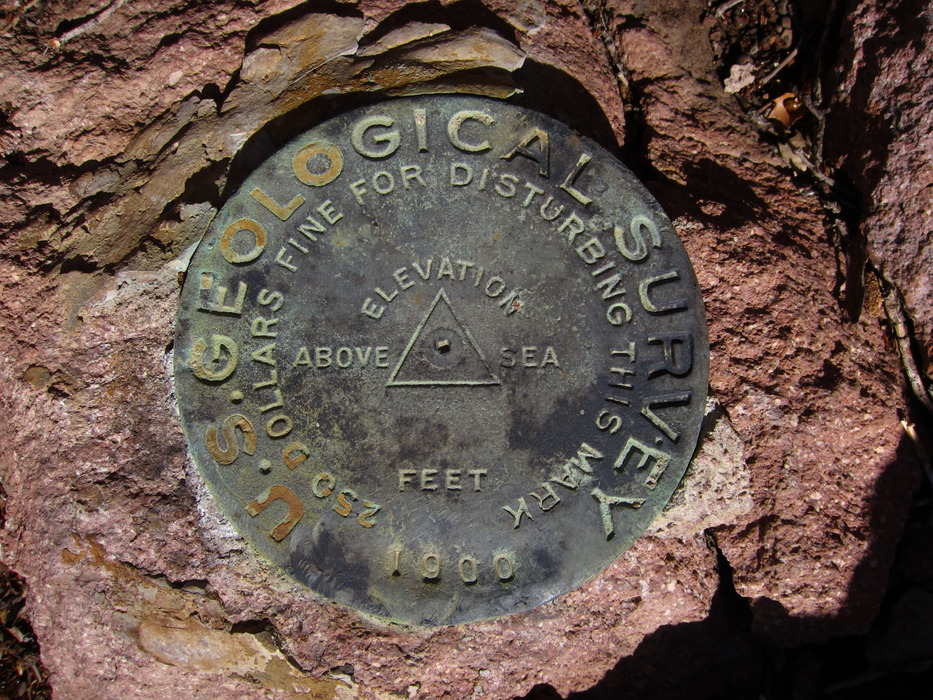 U.S.GEOLOGICAL SURVEY
250 DOLLARS FINE FOR DISTURBING THIS MARK
ELEVATION
ABOVE SEA
FEET
1900